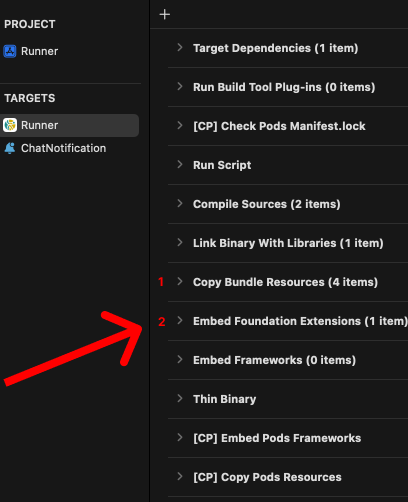 +
PROJECT
Runner
TARGETS
Runner
ChatNotification
Target Dependencies (1 item)
Run Build Tool Plug-ins (0 items)
[CP] Check Pods Manifest.lock
Run Script
Compile Sources (2 items)
Link Binary With Libraries (1 item)
1 Copy Bundle Resources (4 items)
2 Embed Foundation Extensions (1 item)
Embed Frameworks (0 items)
Thin Binary
[CP] Embed Pods Frameworks
[CP] Copy Pods Resources